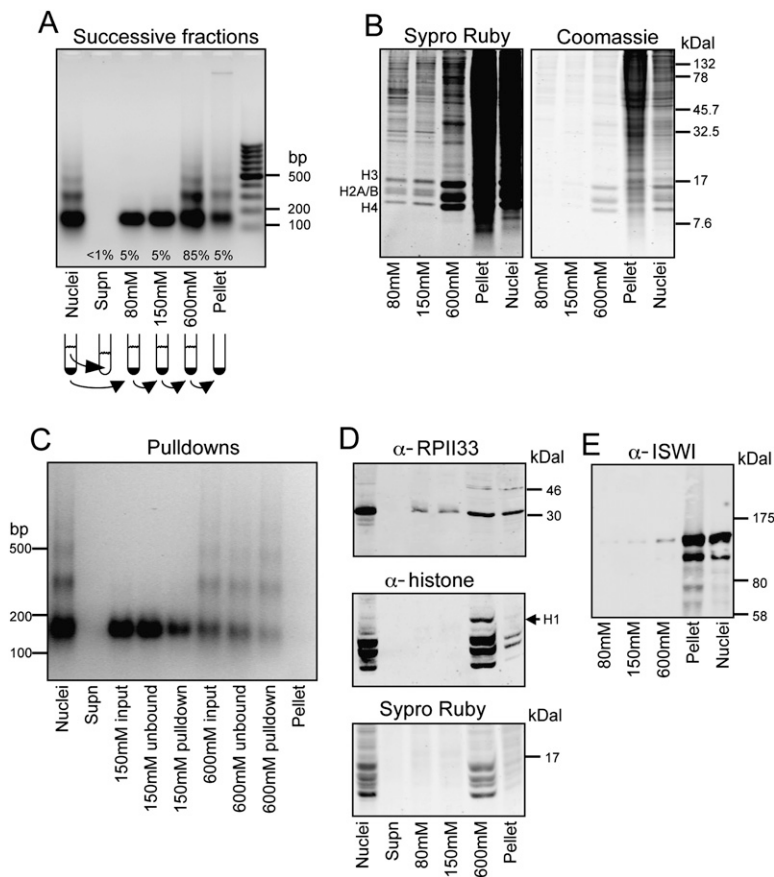 A
Successive fractions
bp
500
200
100
<1% 5% 5% 85% 5%
Nuclei
Supn
80mM
150mM
600mM
Pellet
B
Sypro Ruby
Coomassie
kDal
132
78
45.7
32.5
17
7.6
H3
H2A/B
H4
80mM
150mM
600mM
Pellet
Nuclei
80mM
150mM
600mM
Pellet
Nuclei
C
Pulldowns
bp
500
200
100
Nuclei
Supn
150mM input
150mM unbound
150mM pulldown
600mM input
600mM unbound
600mM pulldown
Pellet
D
α-RPII33
kDal
46
30
α-histone
H1
Sypro Ruby
kDal
17
Nuclei
Supn
80mM
150mM
600mM
Pellet
E
α-ISWI
kDal
175
80
58
80mM
150mM
600mM
Pellet
Nuclei